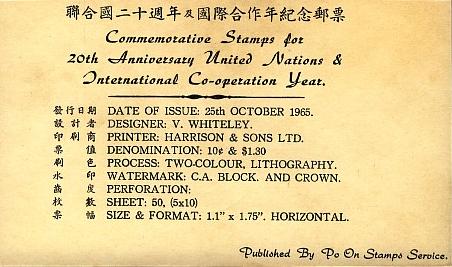 聯合國二十週年及國際合作年紀念郵票
Commemorative Stamps for
20th Anniversary United Nations &
International Co-operation Year.
發行日期 DATE OF ISSUE: 25th OCTOBER 1965.
設計者 DESIGNER: V. WHITELEY.
印刷商 PRINTER: HARRISON & SONS LTD.
票值 DENOMINATION: 10¢ & $1.30
刷色 PROCESS: TWO-COLOUR, LITHOGRAPHY.
水印 WATERMARK: C.A. BLOCK. AND CROWN.
齒度 PERFORATION:
枚數 SHEET: 50, (5x10)
票幅 SIZE & FORMAT: 1.1" x 1.75". HORIZONTAL.
Published By Po On Stamps Service.